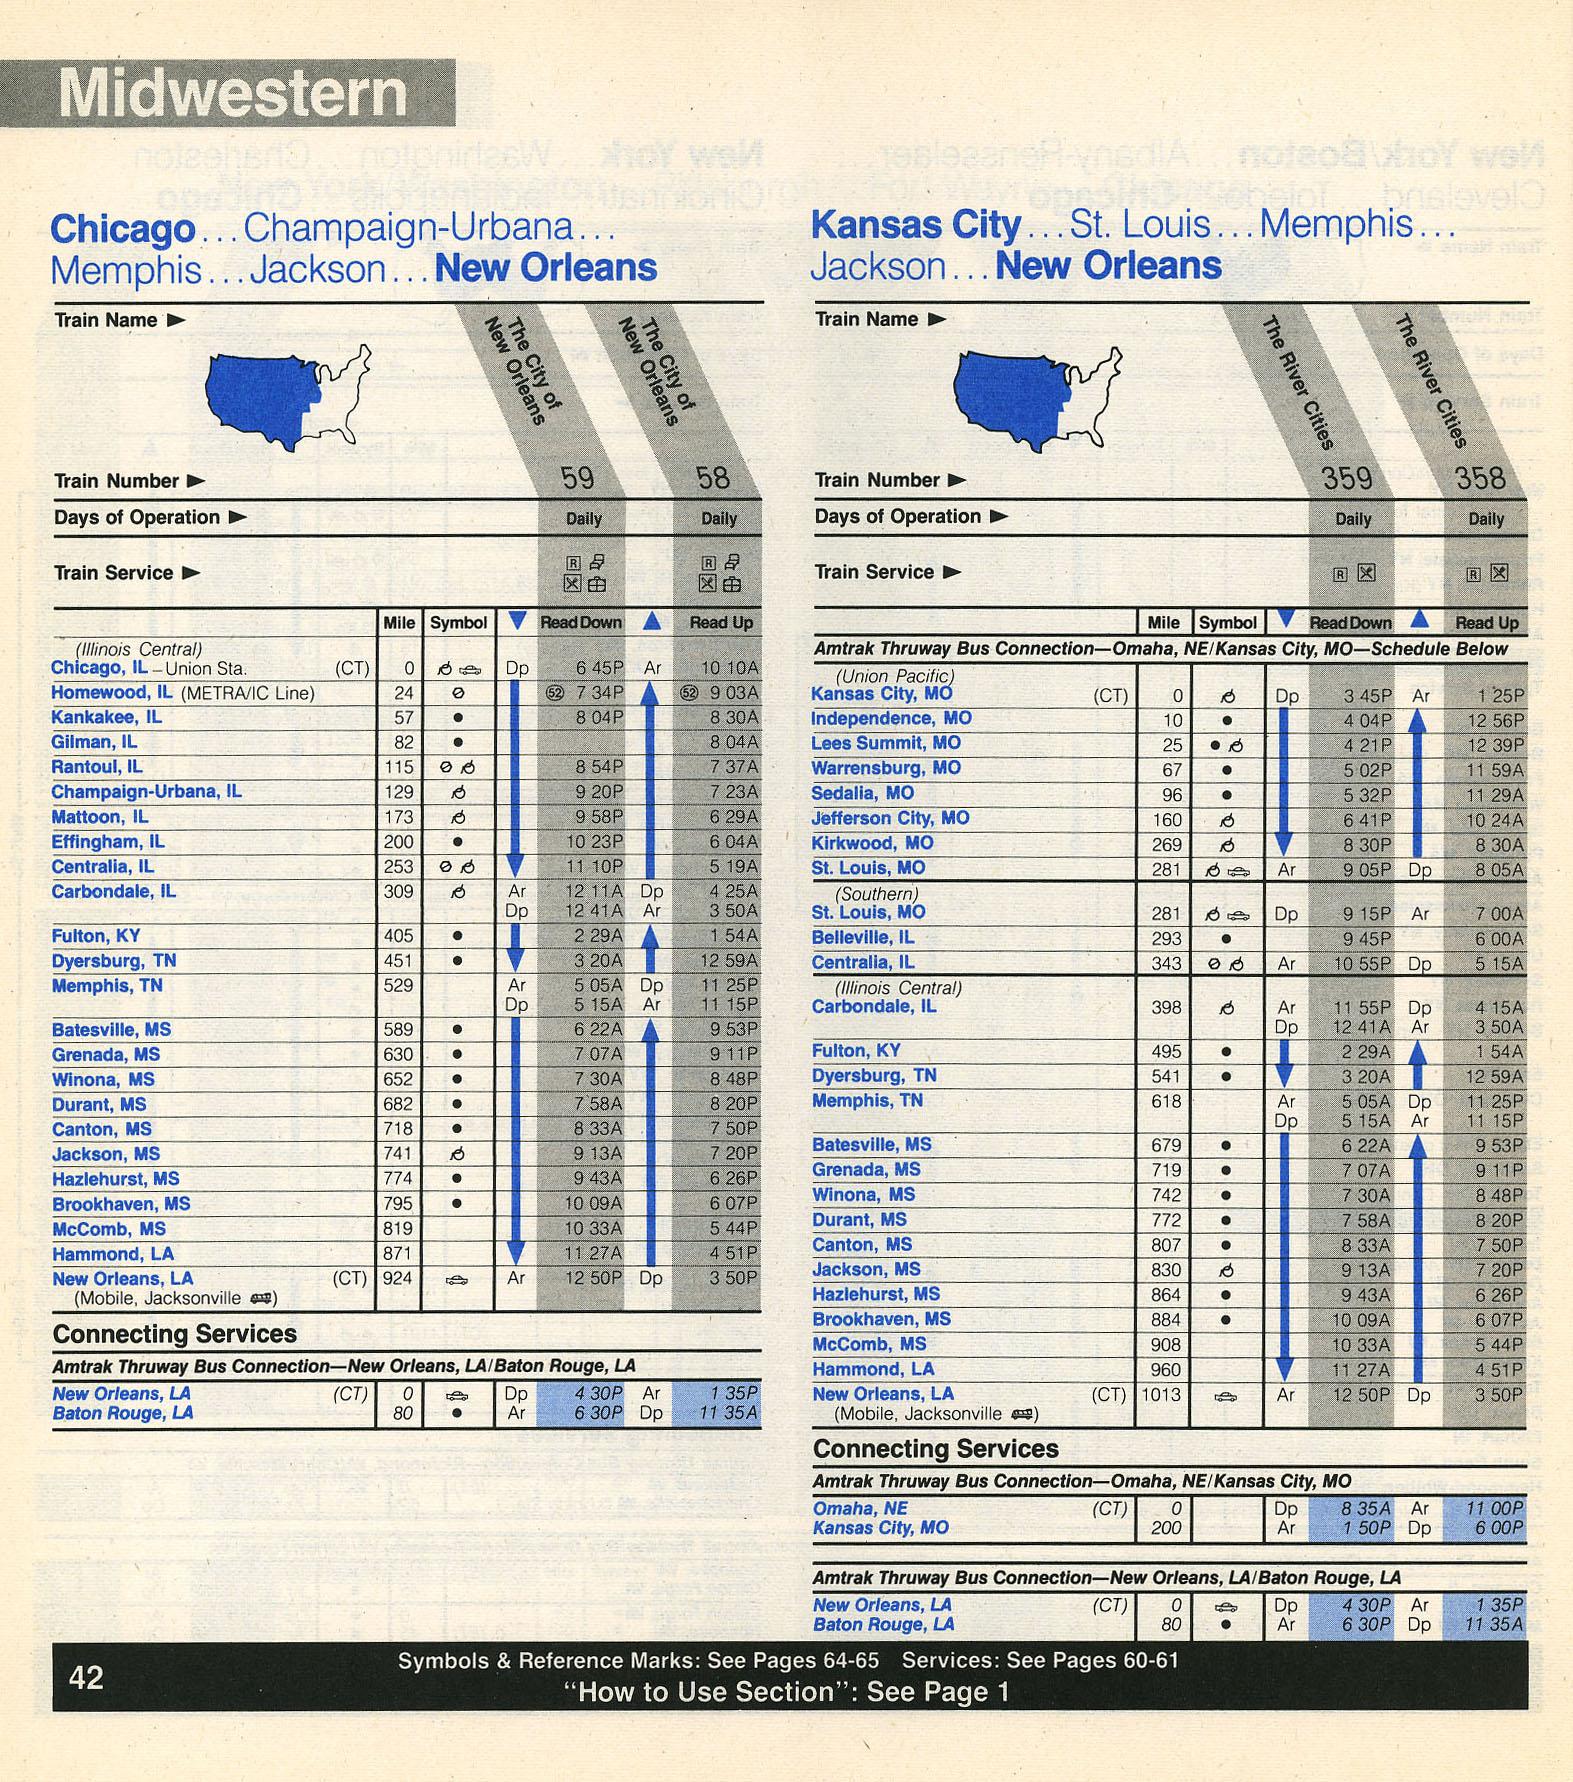 Midwestern
Chicago...Champaign-Urbana...
Memphis...Jackson...New Orleans
Train Name ►
The City of New Orleans
The City of New Orleans
Train Number ► 59 58
Days of Operation ► Daily Daily
Train Service ► R R
Mile Symbol ▼ Read Down ▲ Read Up
(Illinois Central)
Chicago, IL – Union Sta. (CT) 0 Dp 6 45P Ar 10 10A
Homewood, IL (METRA/IC Line) 24 52 7 34P 52 9 03A
Kankakee, IL 57 ● 8 04P 8 30A
Gilman, IL 82 ● 8 04A
Rantoul, IL 115 8 54P 7 37A
Champaign-Urbana, IL 129 9 20P 7 23A
Mattoon, IL 173 9 58P 6 29A
Effingham, IL 200 ● 10 23P 6 04A
Centralia, IL 253 11 10P 5 19A
Carbondale, IL 309 Ar 12 11A Dp 4 25A
Dp 12 41A Ar 3 50A
Fulton, KY 405 ● 2 29A 1 54A
Dyersburg, TN 451 ● 3 20A 12 59A
Memphis, TN 529 Ar 5 05A Dp 11 25P
Dp 5 15A Ar 11 15P
Batesville, MS 589 ● 6 22A 9 53P
Grenada, MS 630 ● 7 07A 9 11P
Winona, MS 652 ● 7 30A 8 48P
Durant, MS 682 ● 7 58A 8 20P
Canton, MS 718 ● 8 33A 7 50P
Jackson, MS 741 9 13A 7 20P
Hazlehurst, MS 774 ● 9 43A 6 26P
Brookhaven, MS 795 ● 10 09A 6 07P
McComb, MS 819 10 33A 5 44P
Hammond, LA 871 11 27A 4 51P
New Orleans, LA (CT) 924 Ar 12 50P Dp 3 50P
(Mobile, Jacksonville)
Connecting Services
Amtrak Thruway Bus Connection—New Orleans, LA/Baton Rouge, LA
New Orleans, LA (CT) 0 Dp 4 30P Ar 1 35P
Baton Rouge, LA 80 ● Ar 6 30P Dp 11 35A
Kansas City...St. Louis...Memphis...
Jackson...New Orleans
Train Name ►
The River Cities
The River Cities
Train Number ► 359 358
Days of Operation ► Daily Daily
Train Service ► R R
Mile Symbol ▼ Read Down ▲ Read Up
Amtrak Thruway Bus Connection—Omaha, NE/Kansas City, MO—Schedule Below
(Union Pacific)
Kansas City, MO (CT) 0 Dp 3 45P Ar 1 25P
Independence, MO 10 ● 4 04P 12 56P
Lees Summit, MO 25 ● 4 21P 12 39P
Warrensburg, MO 67 ● 5 02P 11 59A
Sedalia, MO 96 ● 5 32P 11 29A
Jefferson City, MO 160 6 41P 10 24A
Kirkwood, MO 269 8 30P 8 30A
St. Louis, MO 281 Ar 9 05P Dp 8 05A
(Southern)
St. Louis, MO 281 Dp 9 15P Ar 7 00A
Belleville, IL 293 ● 9 45P 6 00A
Centralia, IL 343 Ar 10 55P Dp 5 15A
(Illinois Central)
Carbondale, IL 398 Ar 11 55P Dp 4 15A
Dp 12 41A Ar 3 50A
Fulton, KY 495 ● 2 29A 1 54A
Dyersburg, TN 541 ● 3 20A 12 59A
Memphis, TN 618 Ar 5 05A Dp 11 25P
Dp 5 15A Ar 11 15P
Batesville, MS 679 ● 6 22A 9 53P
Grenada, MS 719 ● 7 07A 9 11P
Winona, MS 742 ● 7 30A 8 48P
Durant, MS 772 ● 7 58A 8 20P
Canton, MS 807 ● 8 33A 7 50P
Jackson, MS 830 9 13A 7 20P
Hazlehurst, MS 864 ● 9 43A 6 26P
Brookhaven, MS 884 ● 10 09A 6 07P
McComb, MS 908 10 33A 5 44P
Hammond, LA 960 11 27A 4 51P
New Orleans, LA (CT) 1013 Ar 12 50P Dp 3 50P
(Mobile, Jacksonville)
Connecting Services
Amtrak Thruway Bus Connection—Omaha, NE/Kansas City, MO
Omaha, NE (CT) 0 Dp 8 35A Ar 11 00P
Kansas City, MO 200 Ar 1 50P Dp 6 00P
Amtrak Thruway Bus Connection—New Orleans, LA/Baton Rouge, LA
New Orleans, LA (CT) 0 Dp 4 30P Ar 1 35P
Baton Rouge, LA 80 ● Ar 6 30P Dp 11 35A
42
Symbols & Reference Marks: See Pages 64-65 Services: See Pages 60-61
“How to Use Section”: See Page 1